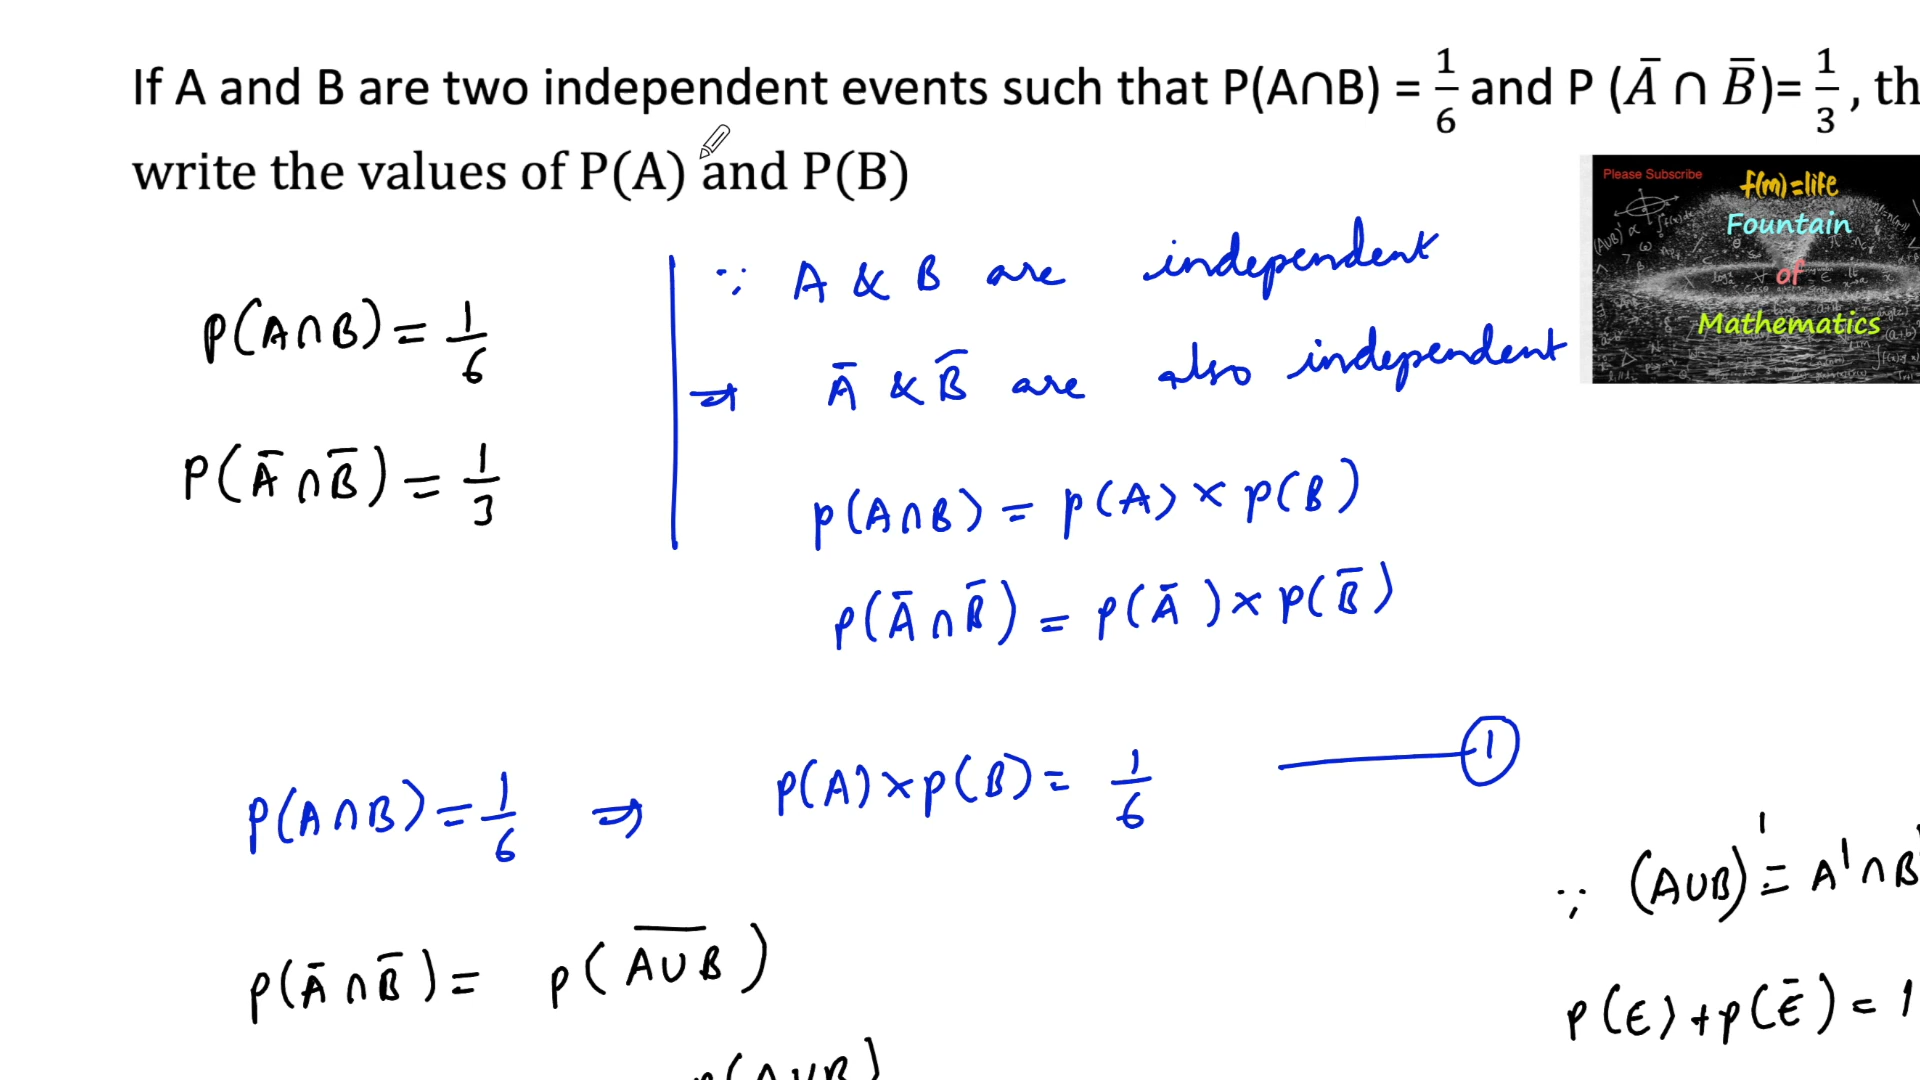 If A and B are two independent events such that P(A∩B) = 1/6 and P (Ā ∩ B̄)= 1/3 , th
write the values of P(A) and P(B)
Please Subscribe
f(m)=life
Fountain
of
Mathematics
∵ A & B are independent
P(A∩B) = 1/6
⇒ Ā & B̄ are also independent
P(Ā ∩ B̄) = 1/3
P(A∩B) = P(A) × P(B)
P(Ā ∩ B̄) = P(Ā) × P(B̄)
P(A∩B) = 1/6 ⇒ P(A) × P(B) = 1/6 ——— ①
∵ (A∪B)' = A' ∩ B'
P(Ā ∩ B̄) = P(A̅∪̅B̅)
P(E) + P(Ē) = 1
P(A∪B)